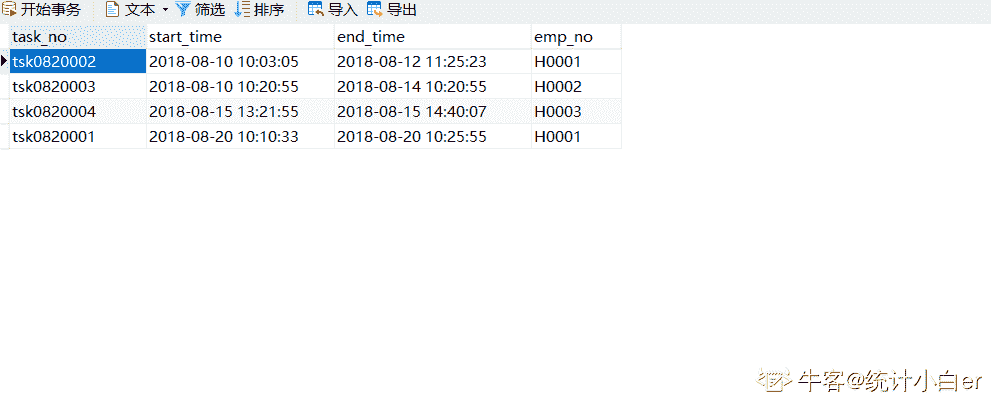 开始事务 文本 筛选 排序 导入 导出
task_no start_time end_time emp_no
tsk0820002 2018-08-10 10:03:05 2018-08-12 11:25:23 H0001
tsk0820003 2018-08-10 10:20:55 2018-08-14 10:20:55 H0002
tsk0820004 2018-08-15 13:21:55 2018-08-15 14:40:07 H0003
tsk0820001 2018-08-20 10:10:33 2018-08-20 10:25:55 H0001
牛客@统计小白er